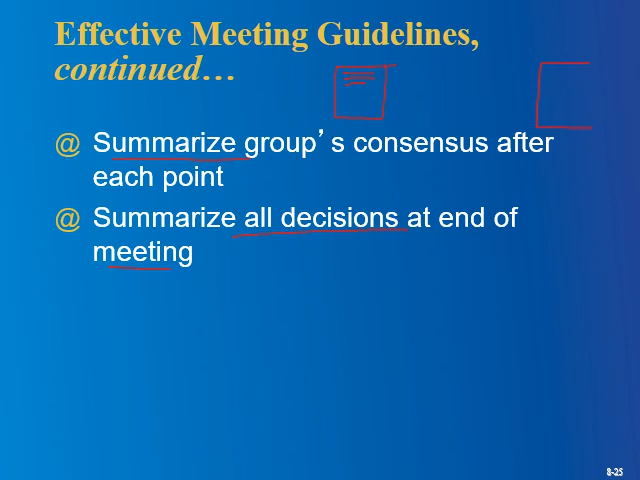 Effective Meeting Guidelines,
continued…
@ Summarize group’s consensus after
each point
@ Summarize all decisions at end of
meeting
8-25